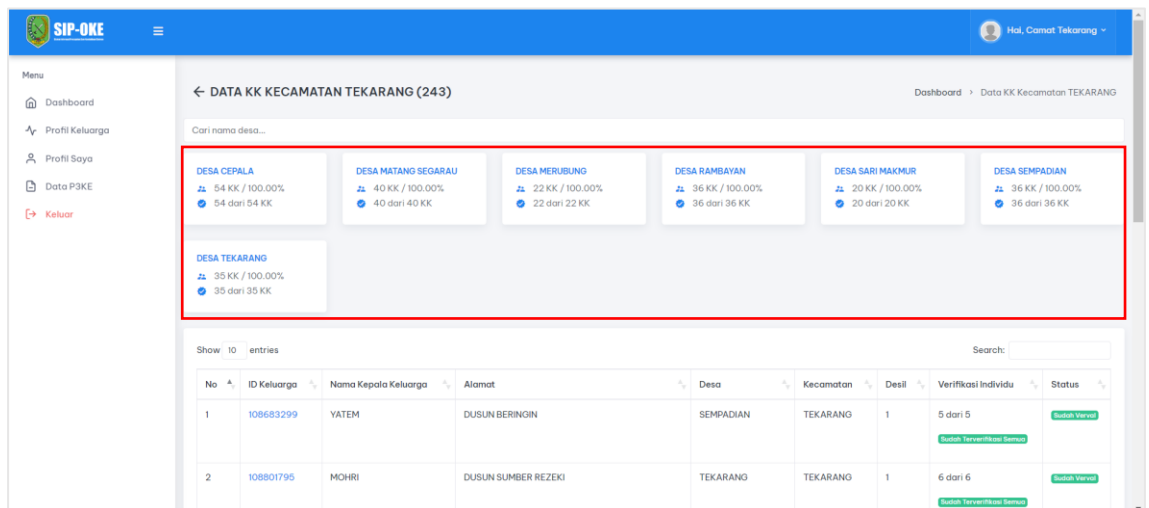 SIP-OKE
Hai, Camat Tekarang
Menu
Dashboard
Profil Keluarga
Profil Saya
Data P3KE
Keluar
← DATA KK KECAMATAN TEKARANG (243)
Dashboard > Data KK Kecamatan TEKARANG
Cari nama desa...
DESA CEPALA
54 KK / 100.00%
54 dari 54 KK
DESA MATANG SEGARAU
40 KK / 100.00%
40 dari 40 KK
DESA MERUBUNG
22 KK / 100.00%
22 dari 22 KK
DESA RAMBAYAN
36 KK / 100.00%
36 dari 36 KK
DESA SARI MAKMUR
20 KK / 100.00%
20 dari 20 KK
DESA SEMPADIAN
36 KK / 100.00%
36 dari 36 KK
DESA TEKARANG
35 KK / 100.00%
35 dari 35 KK
Show 10 entries
Search:
No ID Keluarga Nama Kepala Keluarga Alamat Desa Kecamatan Desil Verifikasi Individu Status
1 108683299 YATEM DUSUN BERINGIN SEMPADIAN TEKARANG 1 5 dari 5 Sudah Verval
Sudah Terverifikasi Semua
2 108801795 MOHRI DUSUN SUMBER REZEKI TEKARANG TEKARANG 1 6 dari 6 Sudah Verval
Sudah Terverifikasi Semua